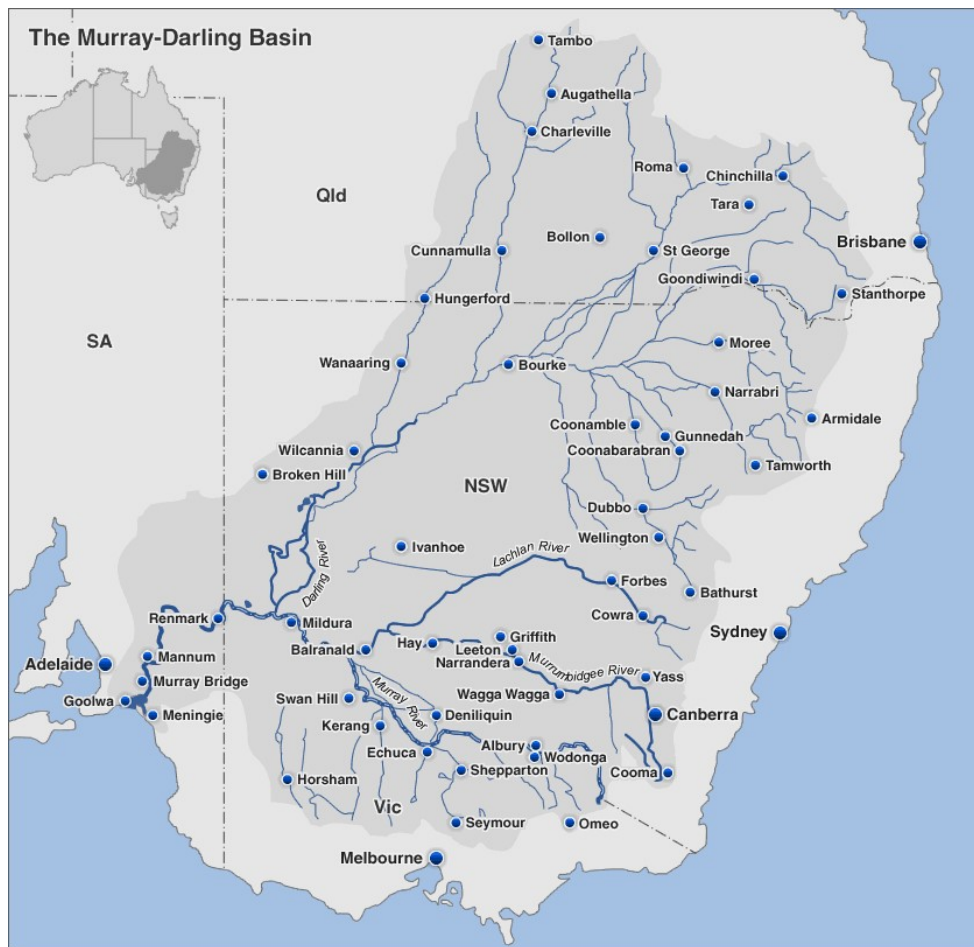 The Murray-Darling Basin
Tambo
Augathella
Charleville
Roma
Chinchilla
Qld
Tara
Bollon
Brisbane
Cunnamulla
St George
Goondiwindi
Stanthorpe
Hungerford
SA
Moree
Wanaaring
Bourke
Narrabri
Armidale
Coonamble
Gunnedah
Wilcannia
Coonabarabran
Tamworth
Broken Hill
NSW
Dubbo
Wellington
Ivanhoe
Lachlan River
Darling River
Forbes
Bathurst
Cowra
Renmark
Mildura
Sydney
Griffith
Hay
Leeton
Balranald
Narrandera
Adelaide
Mannum
Murrumbidgee River
Yass
Murray Bridge
Wagga Wagga
Swan Hill
Murray River
Goolwa
Meningie
Deniliquin
Canberra
Kerang
Albury
Echuca
Wodonga
Shepparton
Cooma
Horsham
Vic
Seymour
Omeo
Melbourne